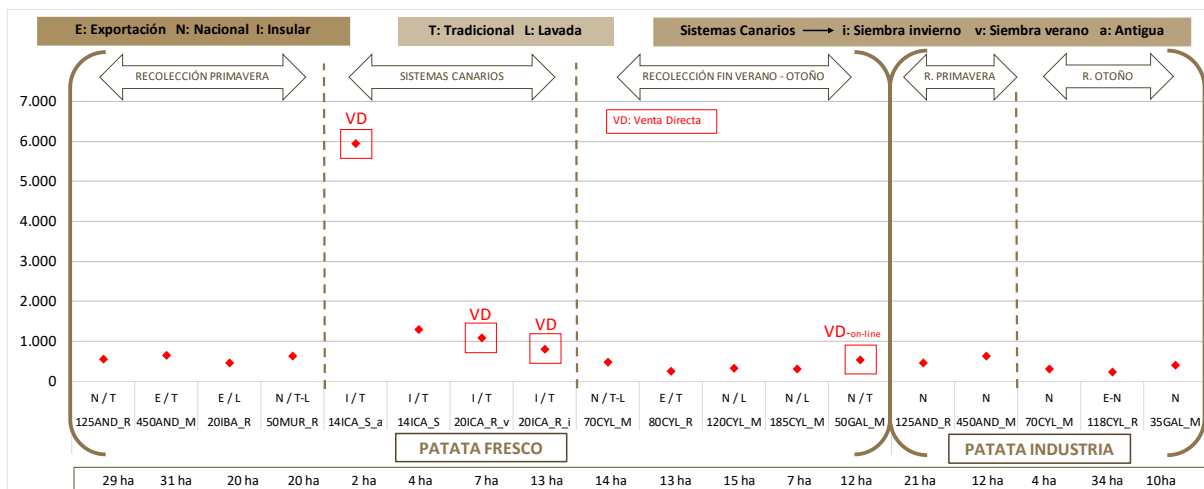 E: Exportación N: Nacional I: Insular
T: Tradicional L: Lavada
Sistemas Canarios → i: Siembra invierno v: Siembra verano a: Antigua
RECOLECCIÓN PRIMAVERA
SISTEMAS CANARIOS
RECOLECCIÓN FIN VERANO - OTOÑO
R. PRIMAVERA
R. OTOÑO
7.000
6.000
5.000
4.000
3.000
2.000
1.000
0
VD
VD: Venta Directa
VD
VD
VD-on-line
N / T E / T E / L N / T-L I / T I / T I / T I / T N / T-L E / T N / L N / L N / T N N N E-N N
125AND_R 450AND_M 20IBA_R 50MUR_R 14ICA_S_a 14ICA_S 20ICA_R_v 20ICA_R_i 70CYL_M 80CYL_R 120CYL_M 185CYL_M 50GAL_M 125AND_R 450AND_M 70CYL_M 118CYL_R 35GAL_M
PATATA FRESCO
PATATA INDUSTRIA
29 ha 31 ha 20 ha 20 ha 2 ha 4 ha 7 ha 13 ha 14 ha 13 ha 15 ha 7 ha 12 ha 21 ha 12 ha 4 ha 34 ha 10ha